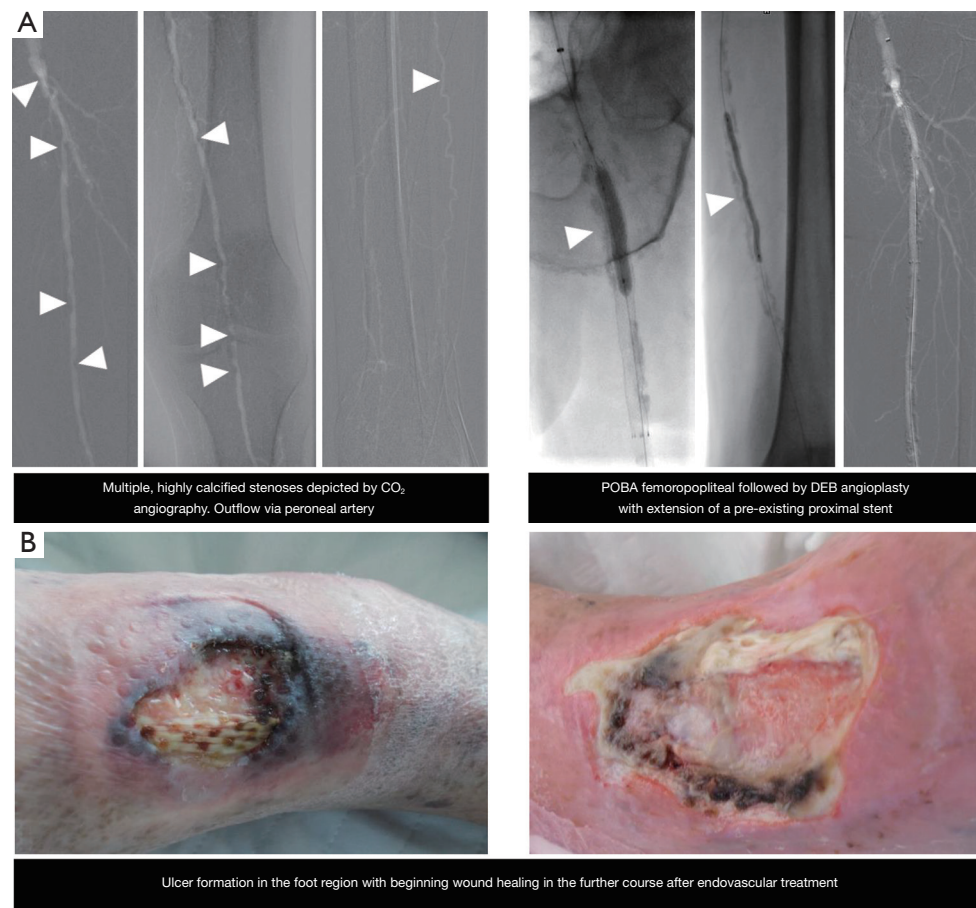 A
Multiple, highly calcified stenoses depicted by CO₂
angiography. Outflow via peroneal artery
POBA femoropopliteal followed by DEB angioplasty
with extension of a pre-existing proximal stent
B
Ulcer formation in the foot region with beginning wound healing in the further course after endovascular treatment